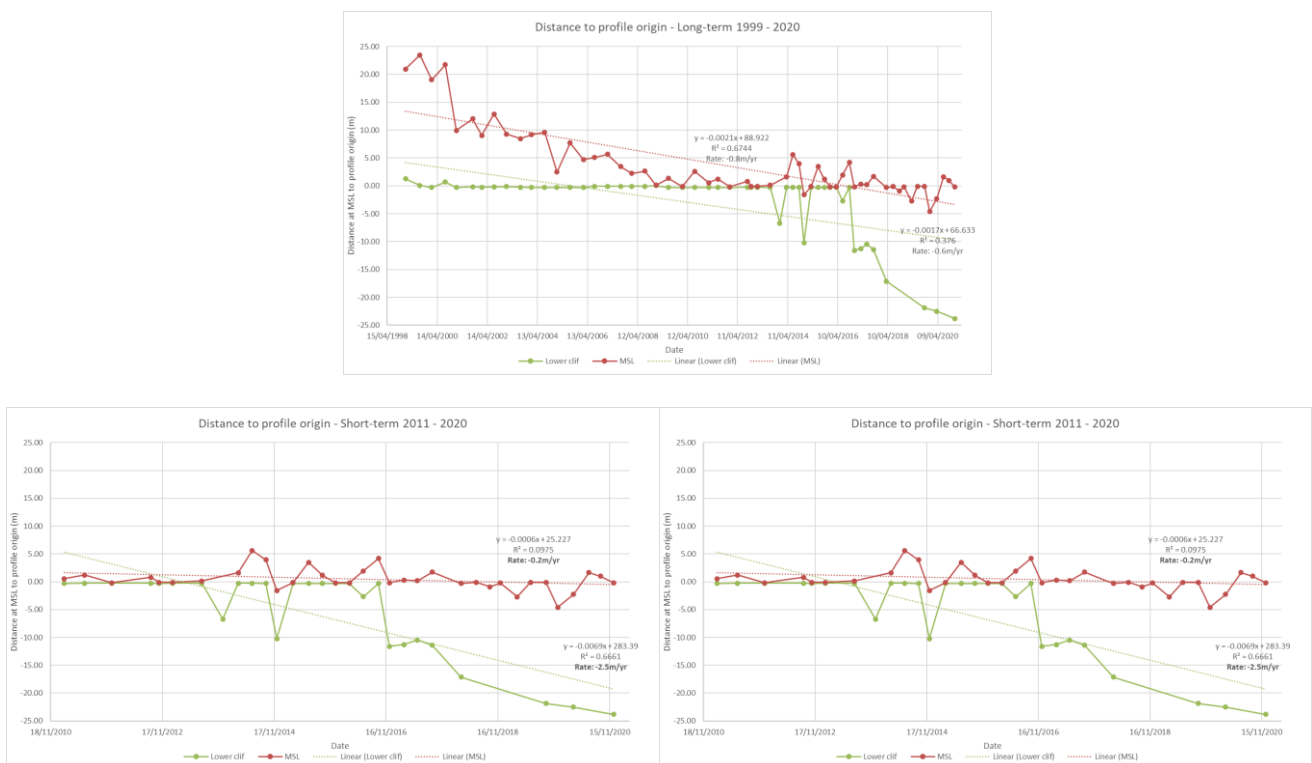 Distance to profile origin - Long-term 1999 - 2020
25.00
20.00
15.00
10.00
5.00
0.00
-5.00
-10.00
-15.00
-20.00
-25.00
Distance at MSL to profile origin (m)
y = -0.0021x + 88.922
R² = 0.6744
Rate: -0.8m/yr
y = -0.0017x + 66.633
R² = 0.376
Rate: -0.6m/yr
15/04/1998 14/04/2000 14/04/2002 13/04/2004 13/04/2006 12/04/2008 12/04/2010 11/04/2012 11/04/2014 10/04/2016 10/04/2018 09/04/2020
Date
Lower clif MSL Linear (Lower clif) Linear (MSL)
Distance to profile origin - Short-term 2011 - 2020
25.00
20.00
15.00
10.00
5.00
0.00
-5.00
-10.00
-15.00
-20.00
-25.00
Distance at MSL to profile origin (m)
y = -0.0006x + 25.227
R² = 0.0975
Rate: -0.2m/yr
y = -0.0069x + 283.39
R² = 0.6661
Rate: -2.5m/yr
18/11/2010 17/11/2012 17/11/2014 16/11/2016 16/11/2018 15/11/2020
Date
Lower clif MSL Linear (Lower clif) Linear (MSL)
Distance to profile origin - Short-term 2011 - 2020
25.00
20.00
15.00
10.00
5.00
0.00
-5.00
-10.00
-15.00
-20.00
-25.00
Distance at MSL to profile origin (m)
y = -0.0006x + 25.227
R² = 0.0975
Rate: -0.2m/yr
y = -0.0069x + 283.39
R² = 0.6661
Rate: -2.5m/yr
18/11/2010 17/11/2012 17/11/2014 16/11/2016 16/11/2018 15/11/2020
Date
Lower clif MSL Linear (Lower clif) Linear (MSL)